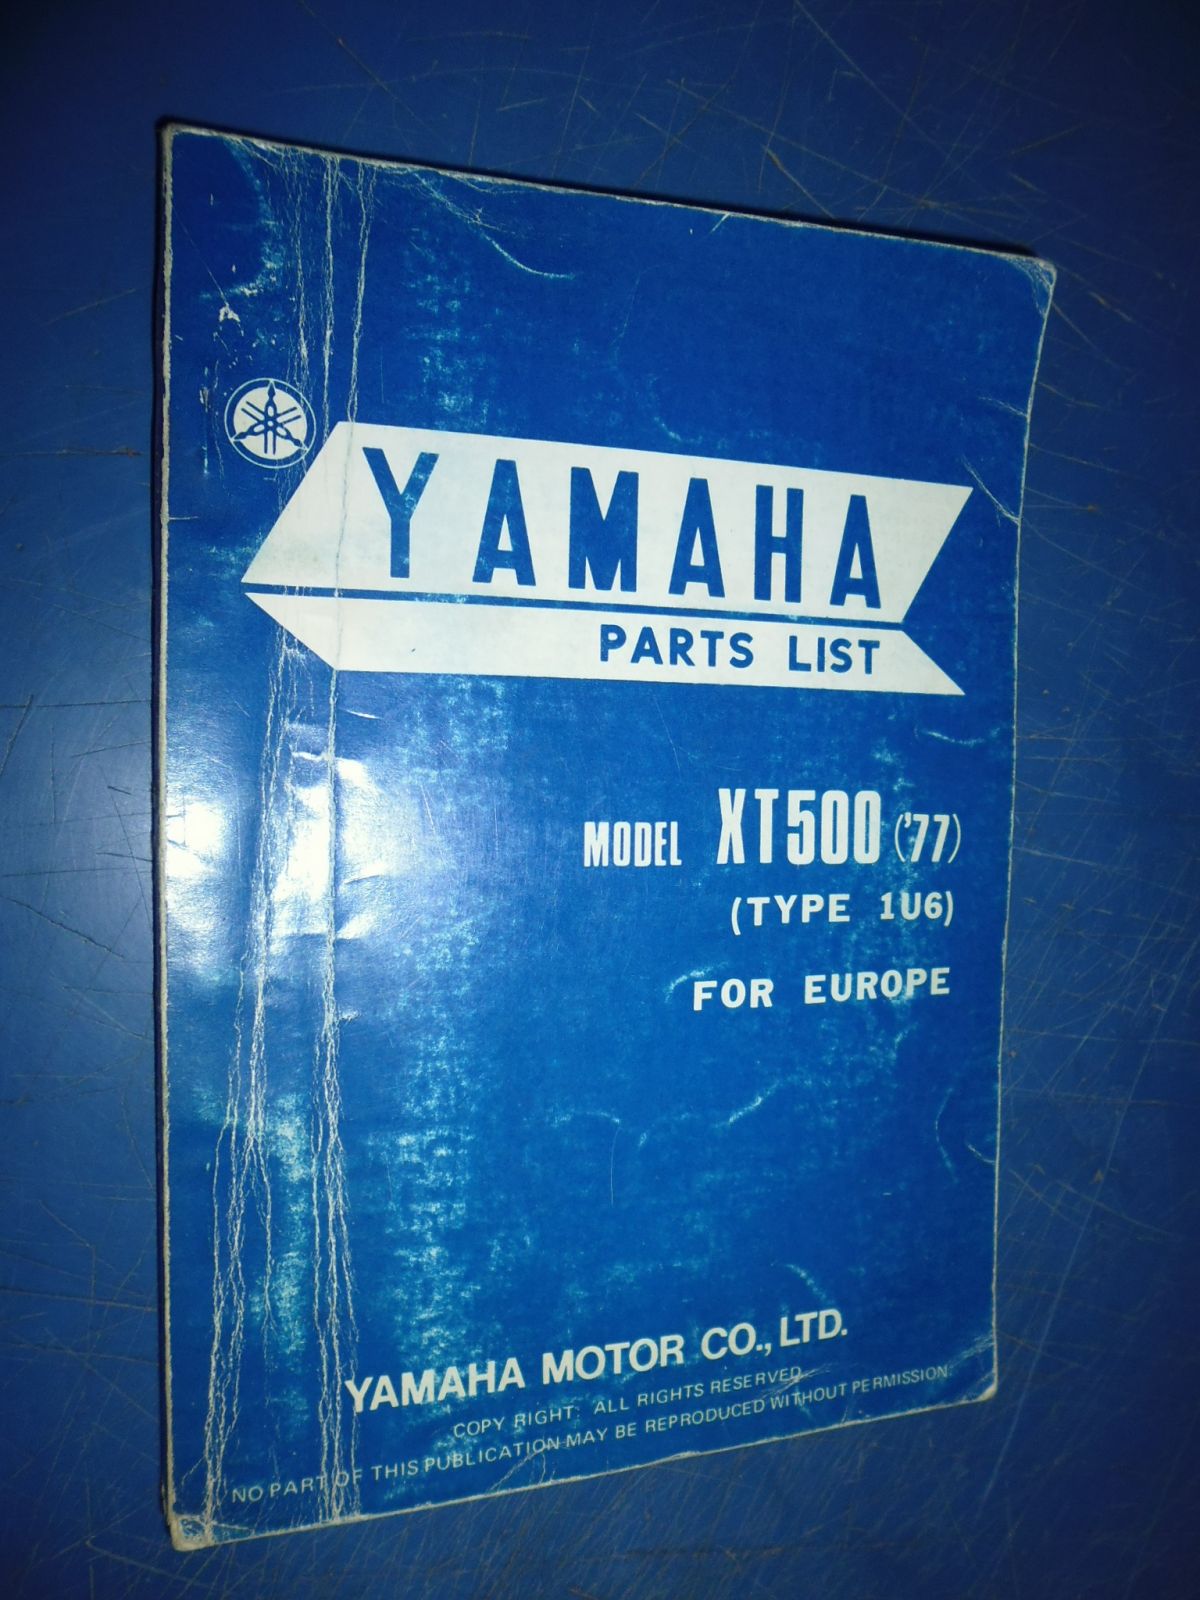 YAMAHA
PARTS LIST
MODEL XT500 ('77)
(TYPE 1U6)
FOR EUROPE
YAMAHA MOTOR CO., LTD.
COPY RIGHT: ALL RIGHTS RESERVED.
NO PART OF THIS PUBLICATION MAY BE REPRODUCED WITHOUT PERMISSION.